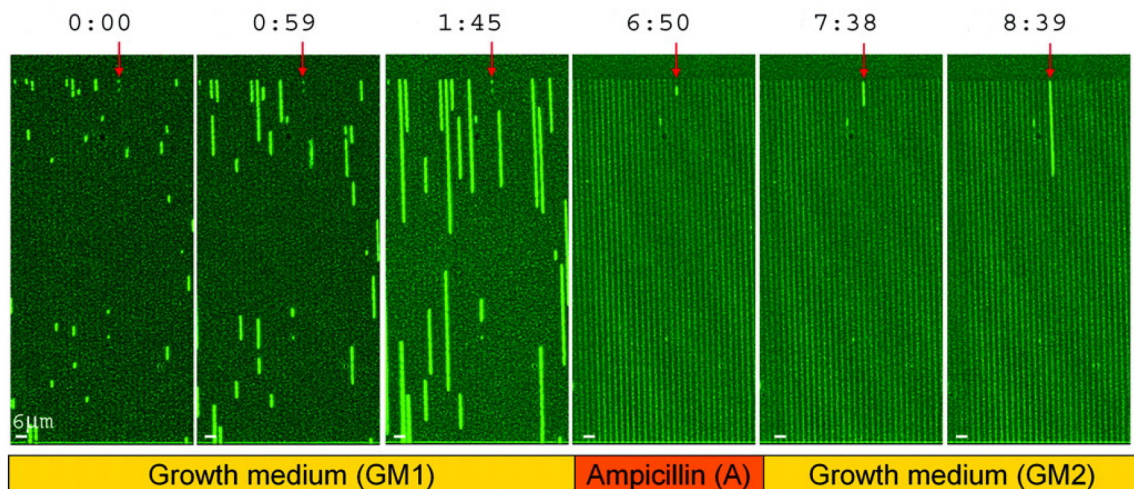 0:00 0:59 1:45 6:50 7:38 8:39
6μm
Growth medium (GM1) Ampicillin (A) Growth medium (GM2)